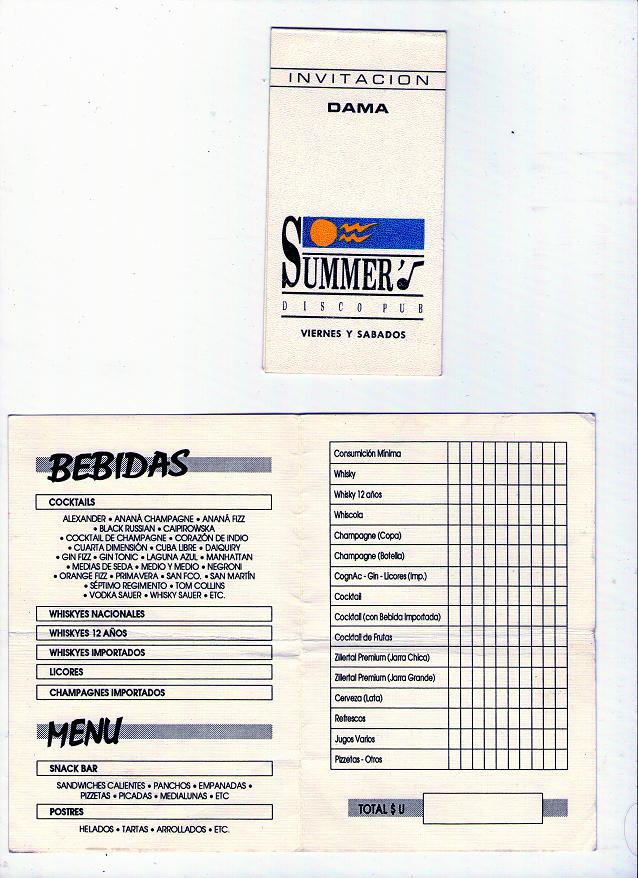 INVITACION
DAMA
SUMMER'
DISCO PUB
VIERNES Y SABADOS
BEBIDAS
COCKTAILS
ALEXANDER • ANANÁ CHAMPAGNE • ANANÁ FIZZ
• BLACK RUSSIAN • CAIPIROWSKA
• COCKTAIL DE CHAMPAGNE • CORAZÓN DE INDIO
• CUARTA DIMENSIÓN • CUBA LIBRE • DAIQUIRY
• GIN FIZZ • GIN TONIC • LAGUNA AZUL • MANHATTAN
• MEDIAS DE SEDA • MEDIO Y MEDIO • NEGRONI
• ORANGE FIZZ • PRIMAVERA • SAN FCO. • SAN MARTÍN
• SÉPTIMO REGIMENTO • TOM COLLINS
• VODKA SAUER • WHISKY SAUER • ETC.
WHISKYES NACIONALES
WHISKYES 12 AÑOS
WHISKYES IMPORTADOS
LICORES
CHAMPAGNES IMPORTADOS
MENU
SNACK BAR
SANDWICHES CALIENTES • PANCHOS • EMPANADAS •
PIZZETAS • PICADAS • MEDIALUNAS • ETC
POSTRES
HELADOS • TARTAS • ARROLLADOS • ETC.
Consumición Mínima
Whisky
Whisky 12 años
Whiscola
Champagne (Copa)
Champagne (Botella)
CognAc - Gin - Licores (Imp.)
Cocktail
Cocktail (con Bebida Importada)
Cocktail de Frutas
Zillertal Premium (Jarra Chica)
Zillertal Premium (Jarra Grande)
Cerveza (Lata)
Refrescos
Jugos Varios
Pizzetas - Otros
TOTAL $ U